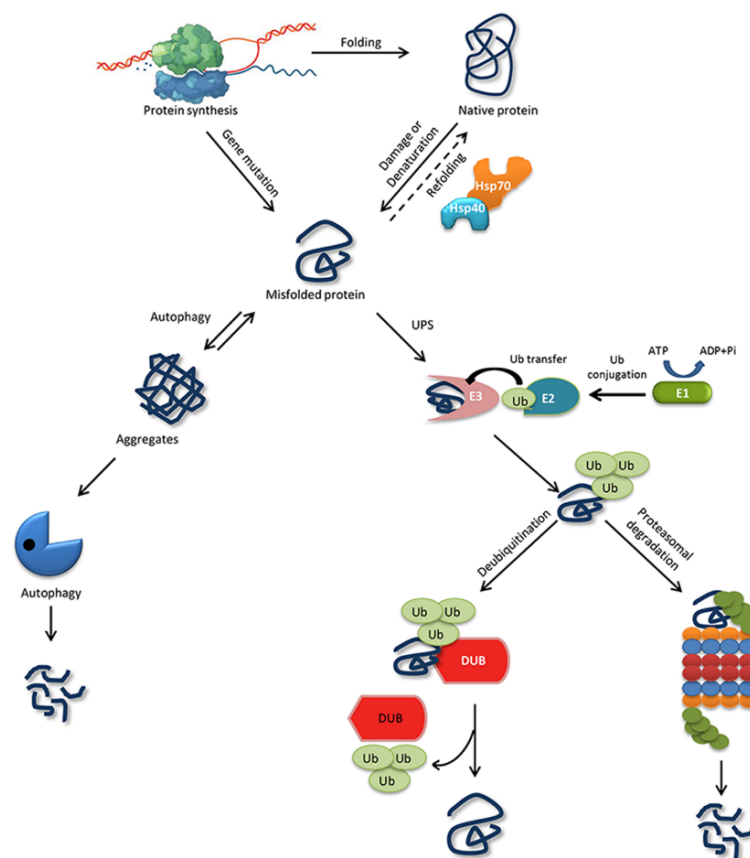 Folding
Protein synthesis
Native protein
Gene mutation
Damage or
Denaturation
Refolding
Hsp70
Hsp40
Misfolded protein
Autophagy
UPS
Ub transfer
Ub
conjugation
ATP
ADP+Pi
E3
Ub
E2
E1
Aggregates
Ub
Ub
Ub
Deubiquitination
Proteasomal
degradation
Autophagy
Ub
Ub
Ub
DUB
DUB
Ub
Ub
Ub